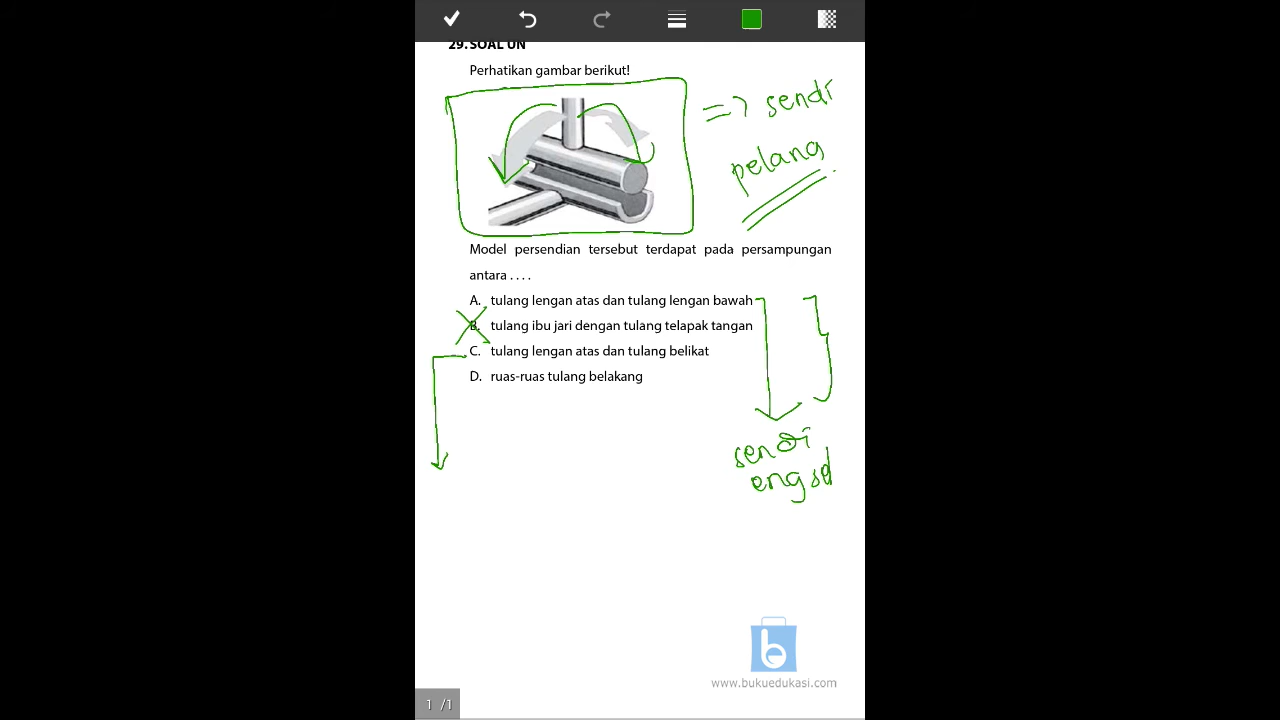 29. SOAL UN
Perhatikan gambar berikut!
=> sendi
pelana
Model persendian tersebut terdapat pada persampungan
antara . . . .
A. tulang lengan atas dan tulang lengan bawah
B. tulang ibu jari dengan tulang telapak tangan
C. tulang lengan atas dan tulang belikat
D. ruas-ruas tulang belakang
sendi
engsel
b
www.bukuedukasi.com
1 /1